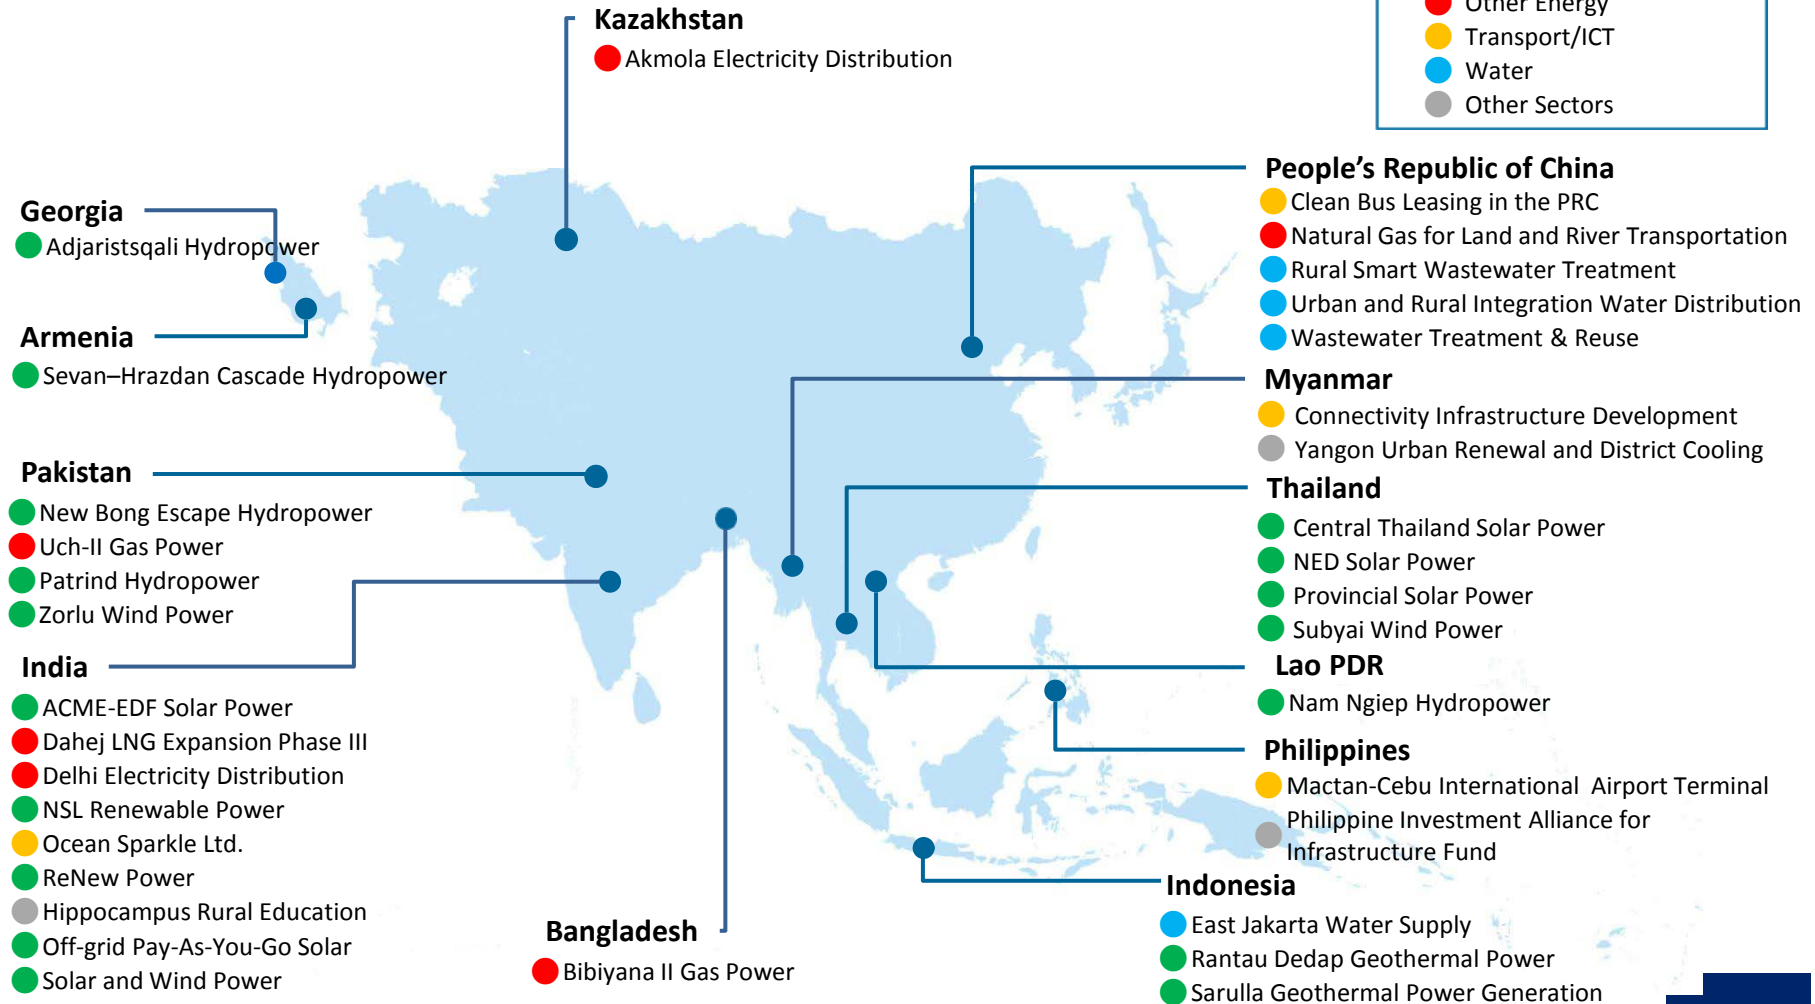 Kazakhstan
Akmola Electricity Distribution
Other Energy
Transport/ICT
Water
Other Sectors
Georgia
Adjaristsqali Hydropower
Armenia
Sevan–Hrazdan Cascade Hydropower
Pakistan
New Bong Escape Hydropower
Uch-II Gas Power
Patrind Hydropower
Zorlu Wind Power
India
ACME-EDF Solar Power
Dahej LNG Expansion Phase III
Delhi Electricity Distribution
NSL Renewable Power
Ocean Sparkle Ltd.
ReNew Power
Hippocampus Rural Education
Off-grid Pay-As-You-Go Solar
Solar and Wind Power
Bangladesh
Bibiyana II Gas Power
People’s Republic of China
Clean Bus Leasing in the PRC
Natural Gas for Land and River Transportation
Rural Smart Wastewater Treatment
Urban and Rural Integration Water Distribution
Wastewater Treatment & Reuse
Myanmar
Connectivity Infrastructure Development
Yangon Urban Renewal and District Cooling
Thailand
Central Thailand Solar Power
NED Solar Power
Provincial Solar Power
Subyai Wind Power
Lao PDR
Nam Ngiep Hydropower
Philippines
Mactan-Cebu International Airport Terminal
Philippine Investment Alliance for
Infrastructure Fund
Indonesia
East Jakarta Water Supply
Rantau Dedap Geothermal Power
Sarulla Geothermal Power Generation